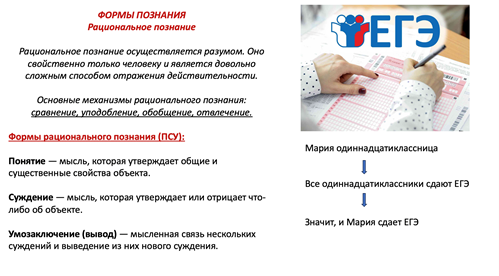 ФОРМЫ ПОЗНАНИЯ
Рациональное познание
Рациональное познание осуществляется разумом. Оно
свойственно только человеку и является довольно
сложным способом отражения действительности.
Основные механизмы рационального познания:
сравнение, уподобление, обобщение, отвлечение.
Формы рационального познания (ПСУ):
Понятие — мысль, которая утверждает общие и
существенные свойства объекта.
Суждение — мысль, которая утверждает или отрицает что-
либо об объекте.
Умозаключение (вывод) — мысленная связь нескольких
суждений и выведение из них нового суждения.
ЕГЭ
Мария одиннадцатиклассница
Все одиннадцатиклассники сдают ЕГЭ
Значит, и Мария сдает ЕГЭ